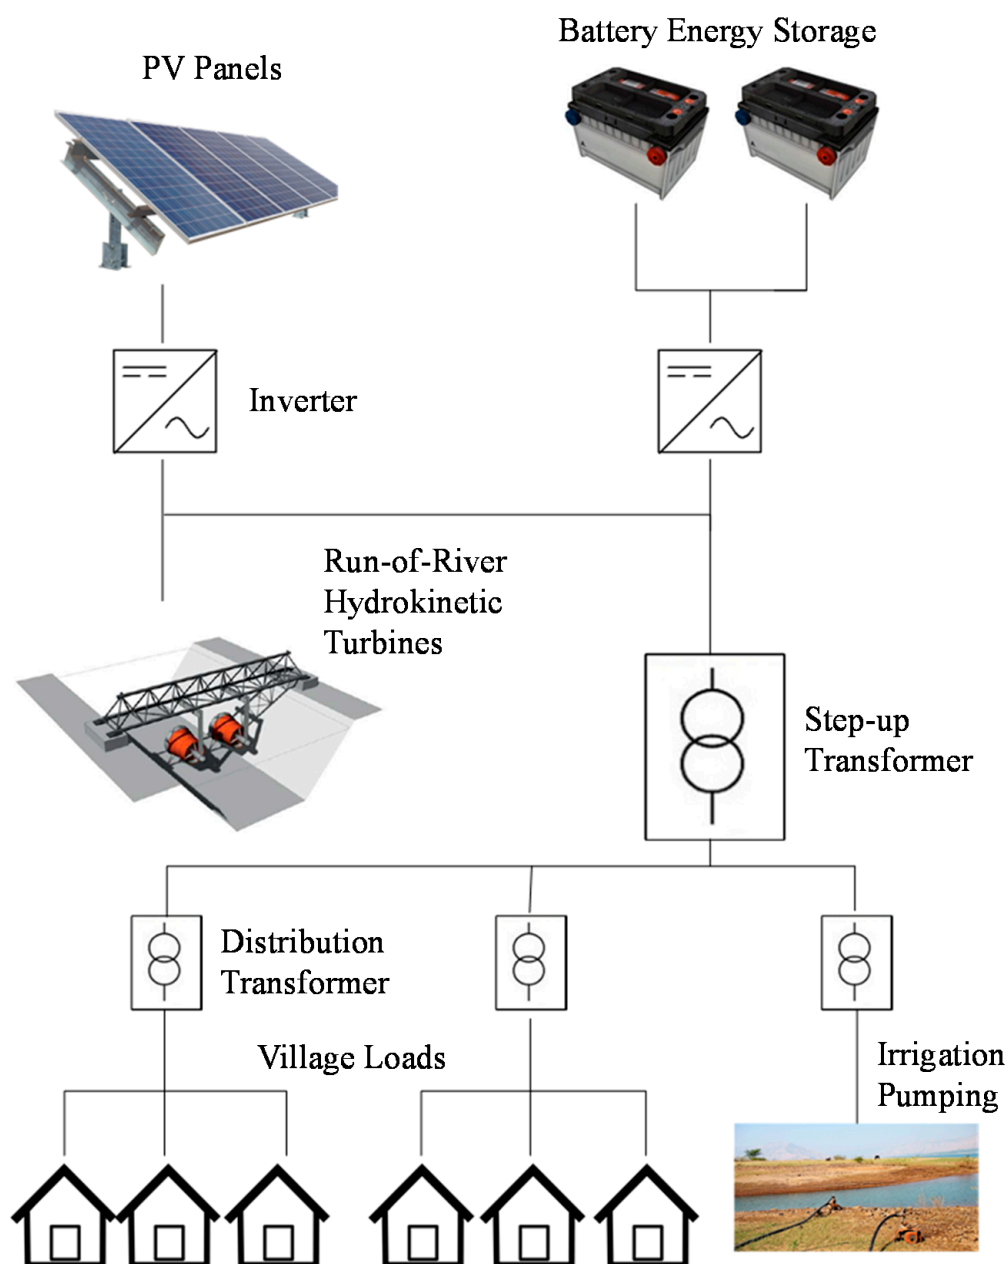 Battery Energy Storage
PV Panels
Inverter
Run-of-River
Hydrokinetic
Turbines
Step-up
Transformer
Distribution
Transformer
Village Loads
Irrigation
Pumping